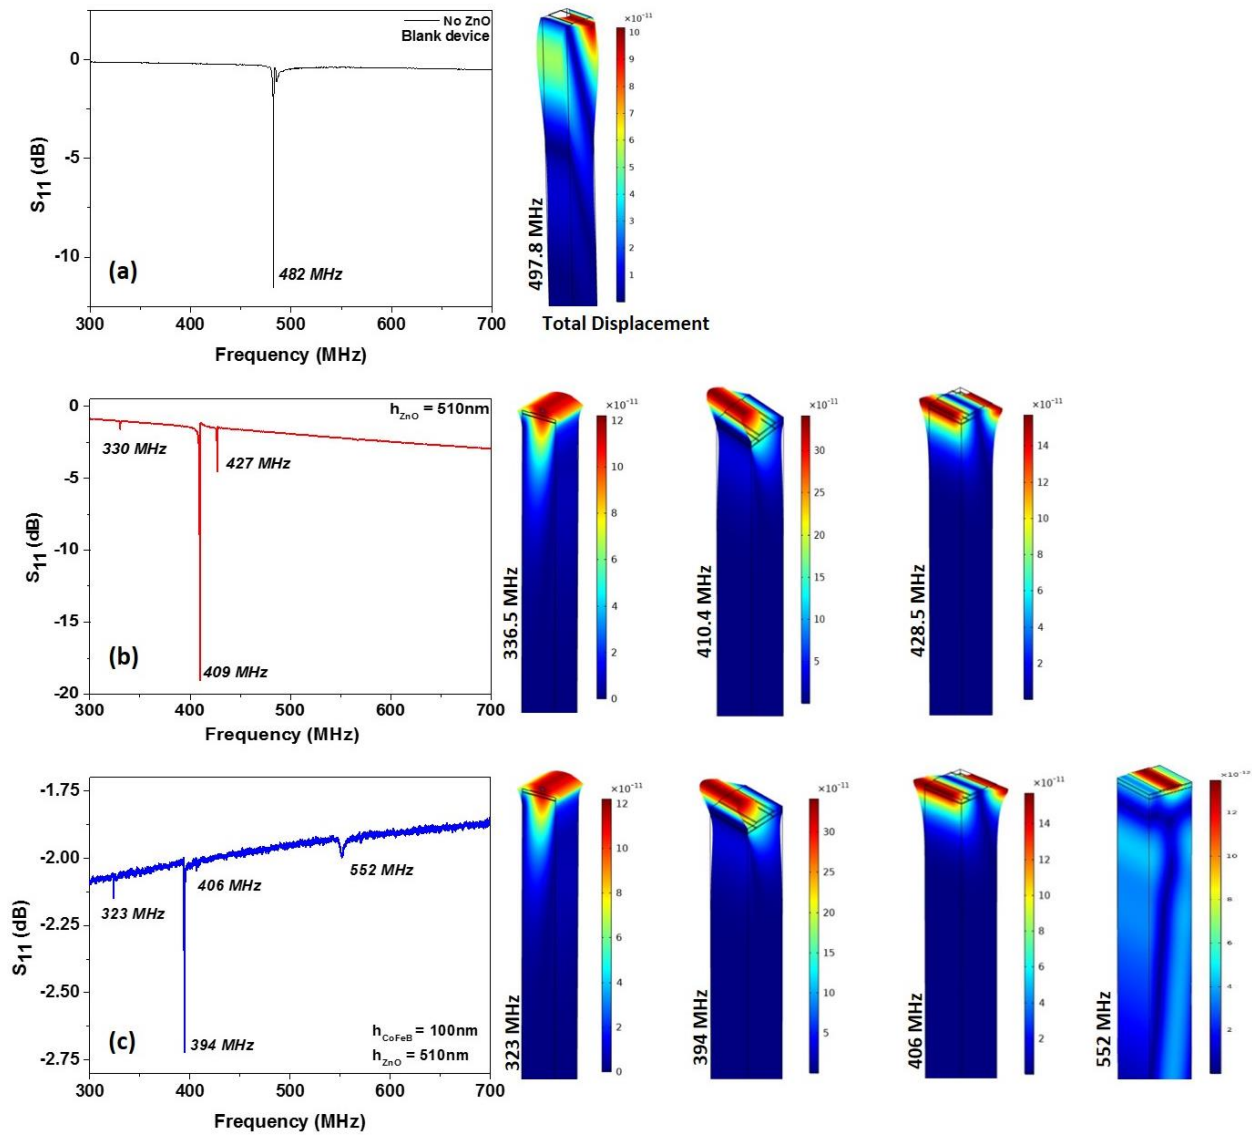 No ZnO
Blank device
0
-5
-10
S11 (dB)
(a)
482 MHz
300 400 500 600 700
Frequency (MHz)
497.8 MHz
×10⁻¹¹
10
9
8
7
6
5
4
3
2
1
Total Displacement
hZnO = 510nm
0
-5
-10
-15
-20
S11 (dB)
330 MHz
427 MHz
409 MHz
(b)
300 400 500 600 700
Frequency (MHz)
336.5 MHz
×10⁻¹¹
12
10
8
6
4
2
0
410.4 MHz
×10⁻¹¹
30
25
20
15
10
5
428.5 MHz
×10⁻¹¹
14
12
10
8
6
4
2
-1.75
-2.00
-2.25
-2.50
-2.75
S11 (dB)
323 MHz
406 MHz
552 MHz
394 MHz
hCoFeB = 100nm
hZnO = 510nm
(c)
300 400 500 600 700
Frequency (MHz)
323 MHz
×10⁻¹¹
12
10
8
6
4
2
0
394 MHz
×10⁻¹¹
30
25
20
15
10
5
406 MHz
×10⁻¹¹
14
12
10
8
6
4
2
552 MHz
×10⁻¹²
12
10
8
6
4
2